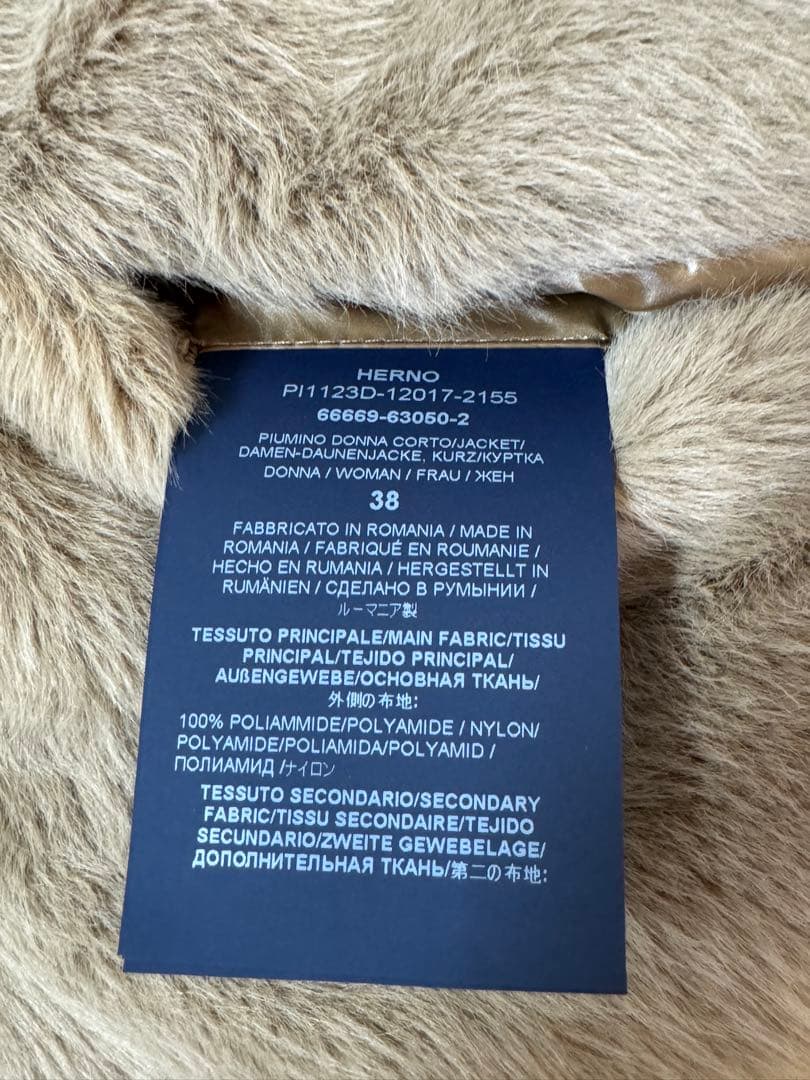 HERNO
PI1123D-12017-2155
66669-63050-2
PIUMINO DONNA CORTO/JACKET/
DAMEN-DAUNENJACKE, KURZ/КУРТКА
DONNA / WOMAN / FRAU / ЖЕН
38
FABBRICATO IN ROMANIA / MADE IN
ROMANIA / FABRIQUÉ EN ROUMANIE /
HECHO EN RUMANIA / HERGESTELLT IN
RUMÄNIEN / СДЕЛАНО В РУМЫНИИ /
ルーマニア製
TESSUTO PRINCIPALE/MAIN FABRIC/TISSU
PRINCIPAL/TEJIDO PRINCIPAL/
AUßENGEWEBE/ОСНОВНАЯ ТКАНЬ/
外側の布地:
100% POLIAMMIDE/POLYAMIDE / NYLON/
POLYAMIDE/POLIAMIDA/POLYAMID /
ПОЛИАМИД /ナイロン
TESSUTO SECONDARIO/SECONDARY
FABRIC/TISSU SECONDAIRE/TEJIDO
SECUNDARIO/ZWEITE GEWEBELAGE/
ДОПОЛНИТЕЛЬНАЯ ТКАНЬ/第二の布地: